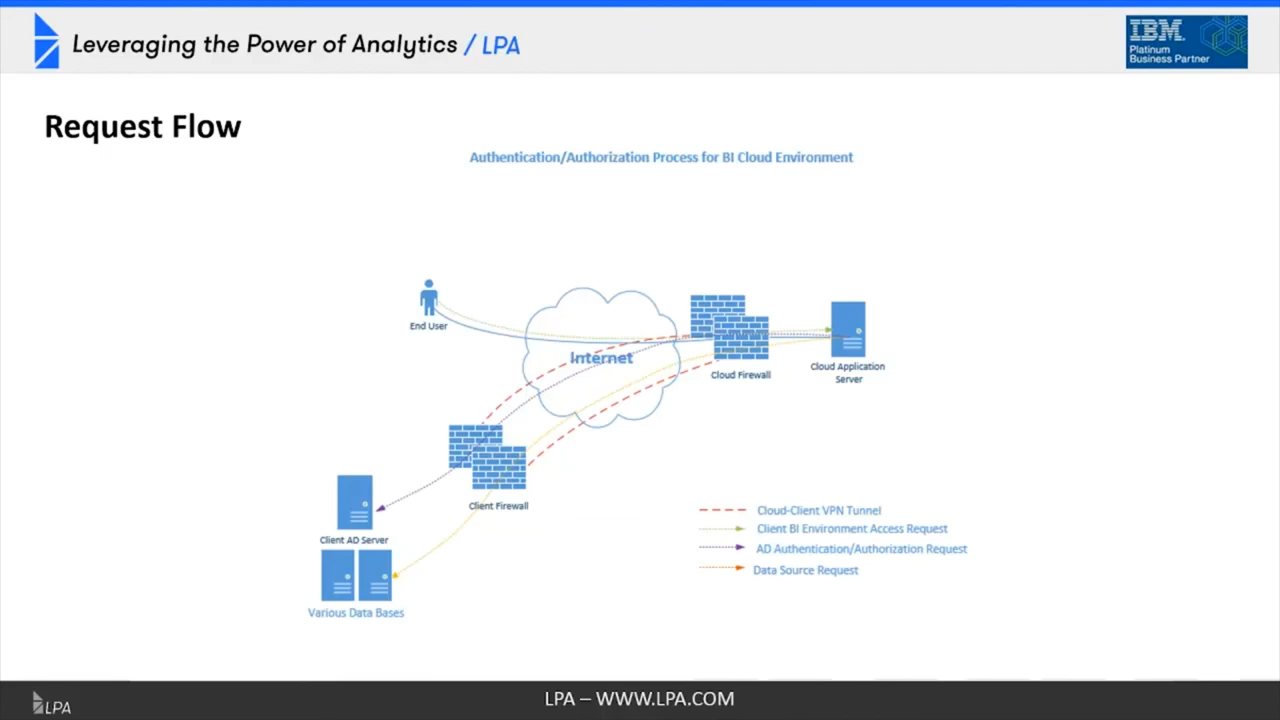 Leveraging the Power of Analytics / LPA
IBM
Platinum
Business Partner
Request Flow
Authentication/Authorization Process for BI Cloud Environment
End User
Internet
Cloud Firewall
Cloud Application
Server
Client Firewall
Client AD Server
Various Data Bases
Cloud-Client VPN Tunnel
Client BI Environment Access Request
AD Authentication/Authorization Request
Data Source Request
LPA
LPA – WWW.LPA.COM